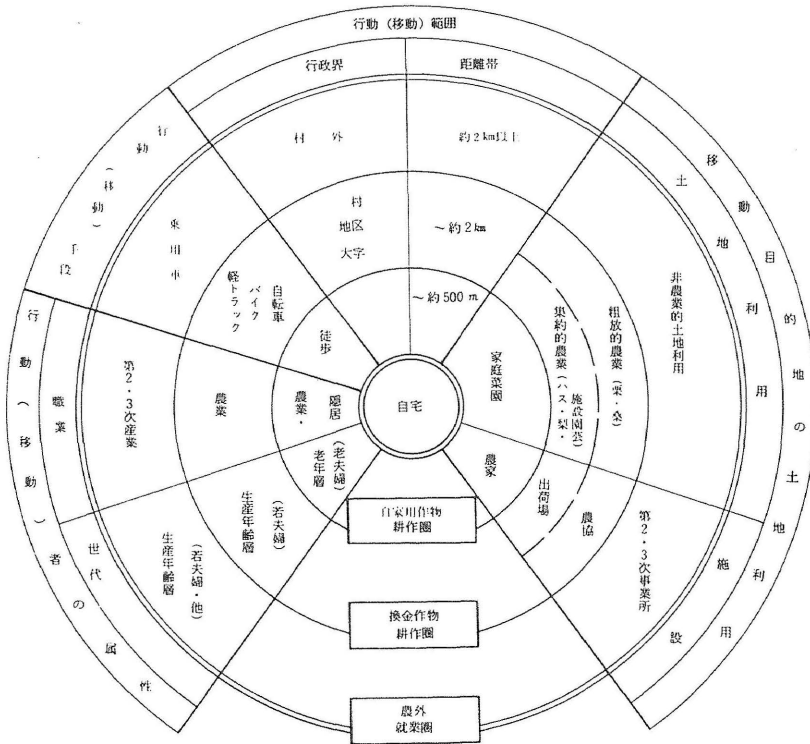 行動(移動)範囲
行政界
距離帯
村外
約2km以上
村
地区
大字
～約2km
～約500m
行動(移動)手段
乗用車
自転車
バイク
軽トラック
徒歩
行動(移動)者の属性
職業
第2・3次産業
農業
隠居
農業・
世代
生産年齢層
(若夫婦・他)
生産年齢層
(若夫婦)
老年層
(老夫婦)
自宅
移動目的地の土地利用
土地利用
非農業的土地利用
粗放的農業(栗・桑)
集約的農業(ハス・梨・
施設園芸)
家庭菜園
施設
第2・3次事業所
農協
出荷場
農家
自家用作物
耕作圏
換金作物
耕作圏
農外
就業圏